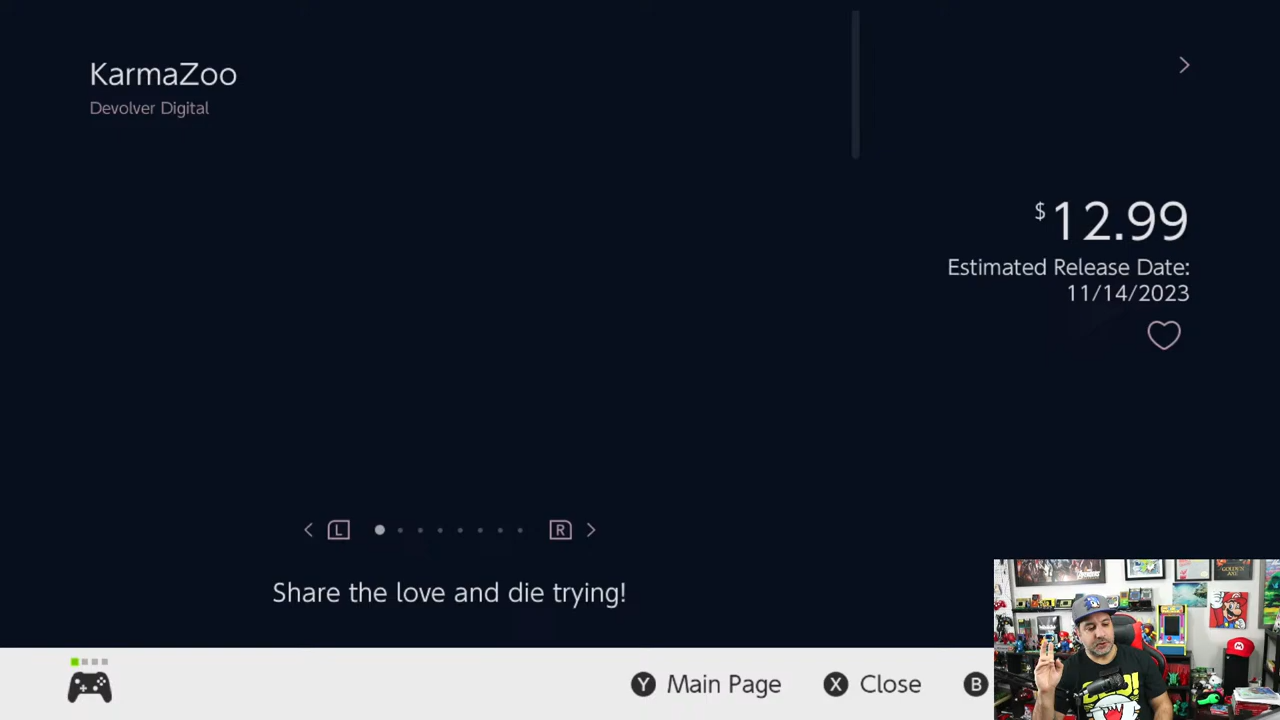 KarmaZoo
Devolver Digital
$12.99
Estimated Release Date:
11/14/2023
L
R
Share the love and die trying!
Y Main Page
X Close
B